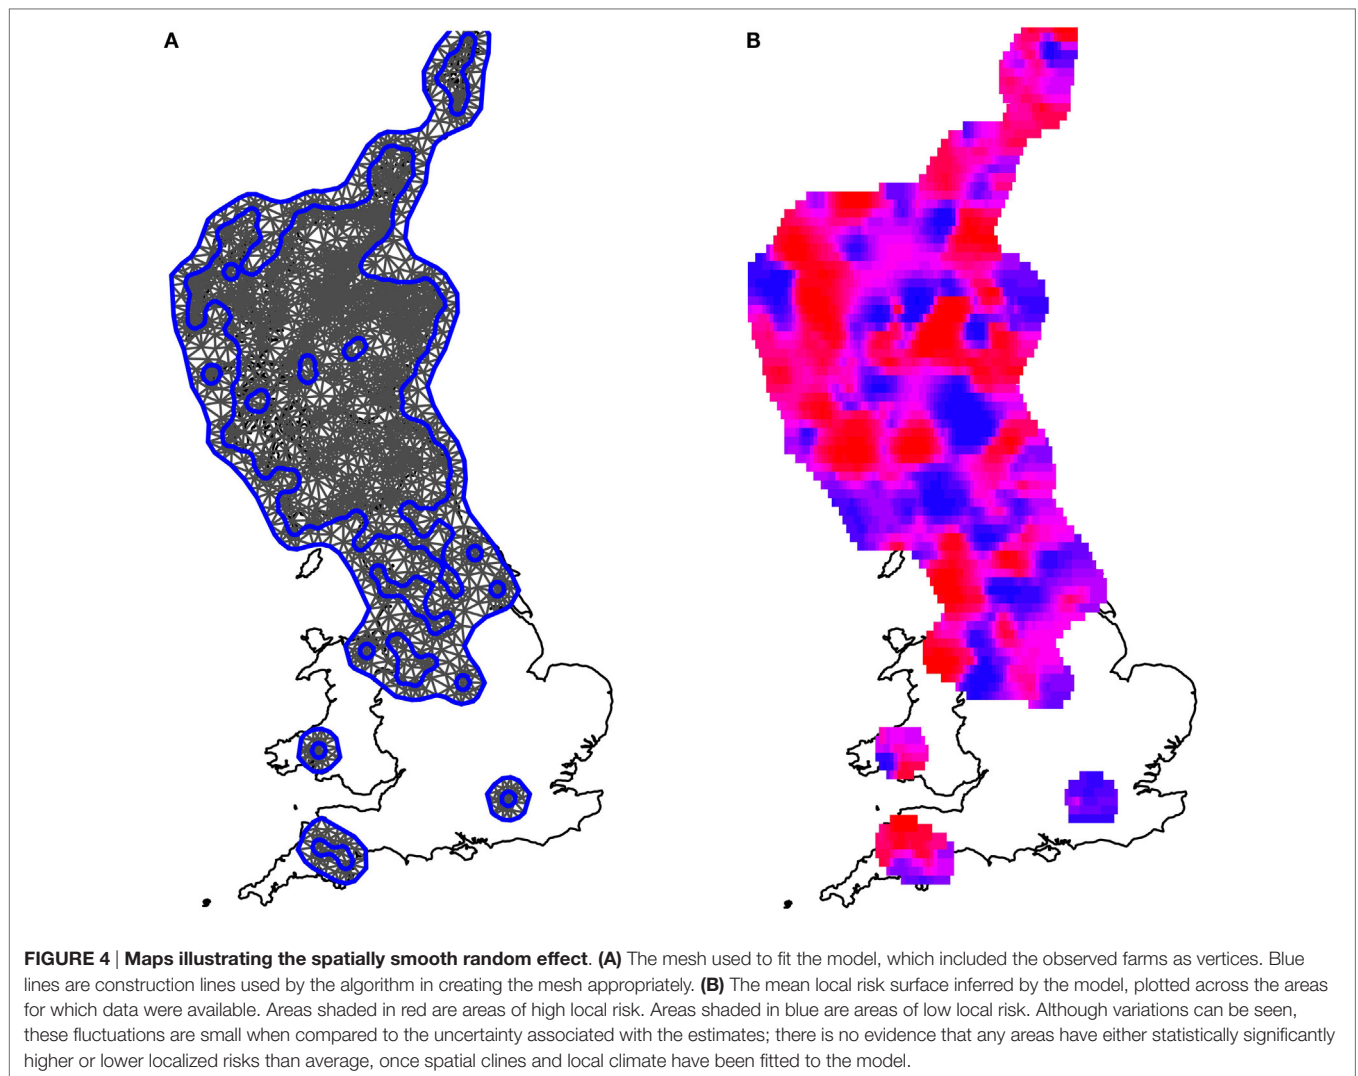 A
B
FIGURE 4 | Maps illustrating the spatially smooth random effect. (A) The mesh used to fit the model, which included the observed farms as vertices. Blue
lines are construction lines used by the algorithm in creating the mesh appropriately. (B) The mean local risk surface inferred by the model, plotted across the areas
for which data were available. Areas shaded in red are areas of high local risk. Areas shaded in blue are areas of low local risk. Although variations can be seen,
these fluctuations are small when compared to the uncertainty associated with the estimates; there is no evidence that any areas have either statistically significantly
higher or lower localized risks than average, once spatial clines and local climate have been fitted to the model.